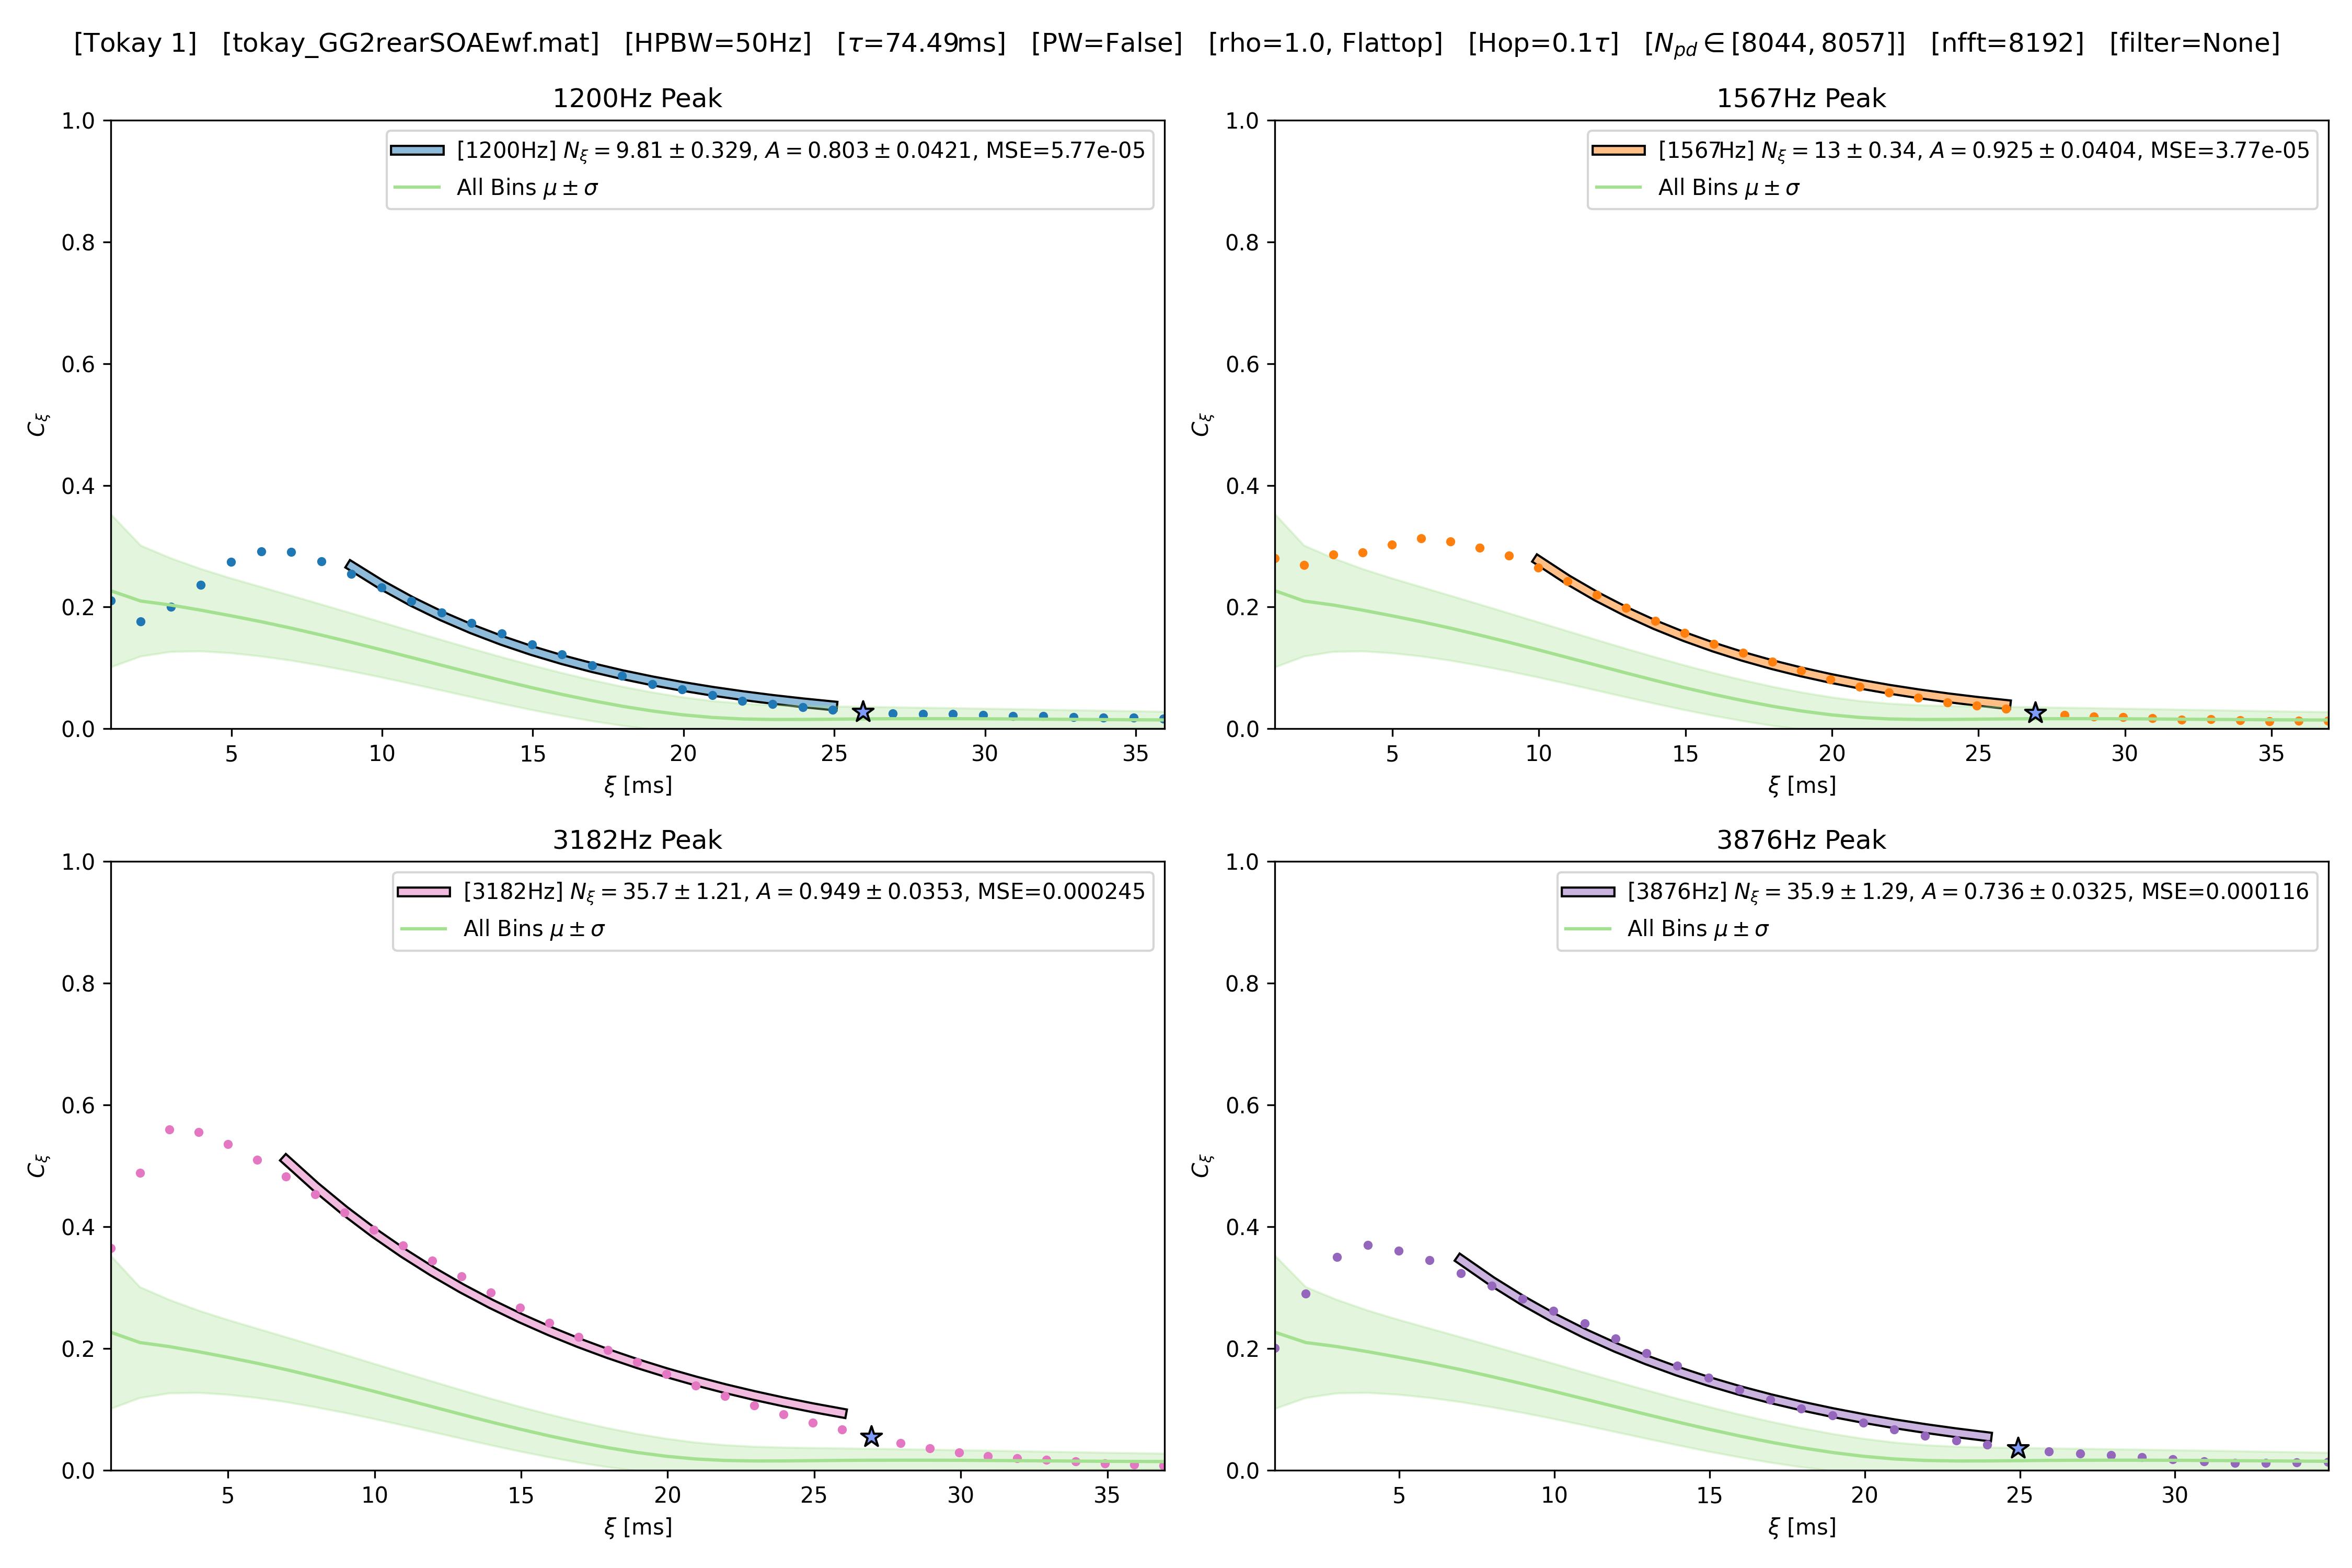 [Tokay 1] [tokay_GG2rearSOAEwf.mat] [HPBW=50Hz] [τ=74.49ms] [PW=False] [rho=1.0, Flattop] [Hop=0.1τ] [N_pd ∈ [8044, 8057]] [nfft=8192] [filter=None]
1200Hz Peak
[1200Hz] N_ξ = 9.81 ± 0.329, A = 0.803 ± 0.0421, MSE=5.77e-05
All Bins μ ± σ
1.0
0.8
0.6
0.4
0.2
0.0
C_ξ
5 10 15 20 25 30 35
ξ [ms]
1567Hz Peak
[1567Hz] N_ξ = 13 ± 0.34, A = 0.925 ± 0.0404, MSE=3.77e-05
All Bins μ ± σ
1.0
0.8
0.6
0.4
0.2
0.0
C_ξ
5 10 15 20 25 30 35
ξ [ms]
3182Hz Peak
[3182Hz] N_ξ = 35.7 ± 1.21, A = 0.949 ± 0.0353, MSE=0.000245
All Bins μ ± σ
1.0
0.8
0.6
0.4
0.2
0.0
C_ξ
5 10 15 20 25 30 35
ξ [ms]
3876Hz Peak
[3876Hz] N_ξ = 35.9 ± 1.29, A = 0.736 ± 0.0325, MSE=0.000116
All Bins μ ± σ
1.0
0.8
0.6
0.4
0.2
0.0
C_ξ
5 10 15 20 25 30
ξ [ms]